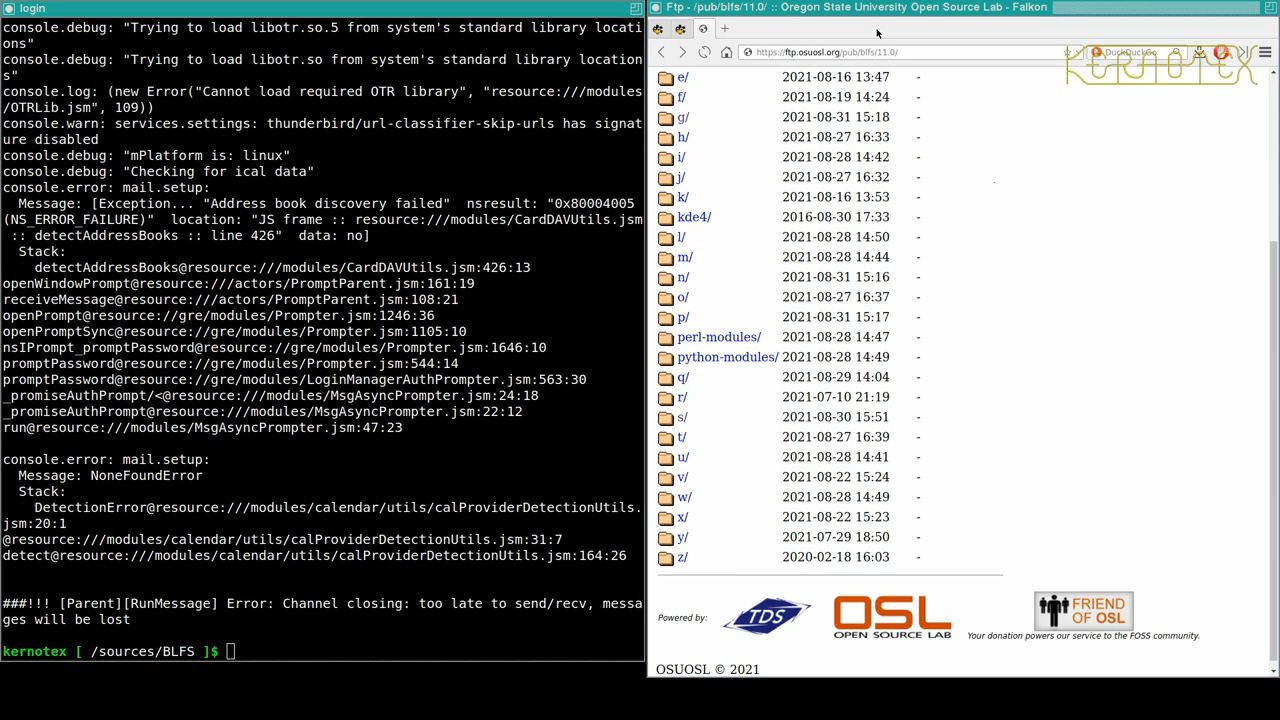 login
console.debug: "Trying to load libotr.so.5 from system's standard library locati
ons"
console.debug: "Trying to load libotr.so from system's standard library location
s"
console.log: (new Error("Cannot load required OTR library", "resource:///modules
/OTRLib.jsm", 109))
console.warn: services.settings: thunderbird/url-classifier-skip-urls has signat
ure disabled
console.debug: "mPlatform is: linux"
console.debug: "Checking for ical data"
console.error: mail.setup:
  Message: [Exception... "Address book discovery failed"  nsresult: "0x80004005
(NS_ERROR_FAILURE)"  location: "JS frame :: resource:///modules/CardDAVUtils.jsm
 :: detectAddressBooks :: line 426"  data: no]
  Stack:
    detectAddressBooks@resource:///modules/CardDAVUtils.jsm:426:13
openWindowPrompt@resource:///actors/PromptParent.jsm:161:19
receiveMessage@resource:///actors/PromptParent.jsm:108:21
openPrompt@resource://gre/modules/Prompter.jsm:1246:36
openPromptSync@resource://gre/modules/Prompter.jsm:1105:10
nsIPrompt_promptPassword@resource://gre/modules/Prompter.jsm:1646:10
promptPassword@resource://gre/modules/Prompter.jsm:544:14
promptPassword@resource://gre/modules/LoginManagerAuthPrompter.jsm:563:30
_promiseAuthPrompt/<@resource:///modules/MsgAsyncPrompter.jsm:24:18
_promiseAuthPrompt@resource:///modules/MsgAsyncPrompter.jsm:22:12
run@resource:///modules/MsgAsyncPrompter.jsm:47:23
console.error: mail.setup:
  Message: NoneFoundError
  Stack:
    DetectionError@resource:///modules/calendar/utils/calProviderDetectionUtils.
jsm:20:1
@resource:///modules/calendar/utils/calProviderDetectionUtils.jsm:31:7
detect@resource:///modules/calendar/utils/calProviderDetectionUtils.jsm:164:26
###!!! [Parent][RunMessage] Error: Channel closing: too late to send/recv, messa
ges will be lost
kernotex [ /sources/BLFS ]$
Ftp - /pub/blfs/11.0/ :: Oregon State University Open Source Lab - Falkon
https://ftp.osuosl.org/pub/blfs/11.0/
DuckDuckGo
KERNOTEX
e/ 2021-08-16 13:47 -
f/ 2021-08-19 14:24 -
g/ 2021-08-31 15:18 -
h/ 2021-08-27 16:33 -
i/ 2021-08-28 14:42 -
j/ 2021-08-27 16:32 -
k/ 2021-08-16 13:53 -
kde4/ 2016-08-30 17:33 -
l/ 2021-08-28 14:50 -
m/ 2021-08-28 14:44 -
n/ 2021-08-31 15:16 -
o/ 2021-08-27 16:37 -
p/ 2021-08-31 15:17 -
perl-modules/ 2021-08-28 14:47 -
python-modules/ 2021-08-28 14:49 -
q/ 2021-08-29 14:04 -
r/ 2021-07-10 21:19 -
s/ 2021-08-30 15:51 -
t/ 2021-08-27 16:39 -
u/ 2021-08-28 14:41 -
v/ 2021-08-22 15:24 -
w/ 2021-08-28 14:49 -
x/ 2021-08-22 15:23 -
y/ 2021-07-29 18:50 -
z/ 2020-02-18 16:03 -
Powered by:
TDS
OSL
OPEN SOURCE LAB
FRIEND
OF OSL
Your donation powers our service to the FOSS community.
OSUOSL © 2021